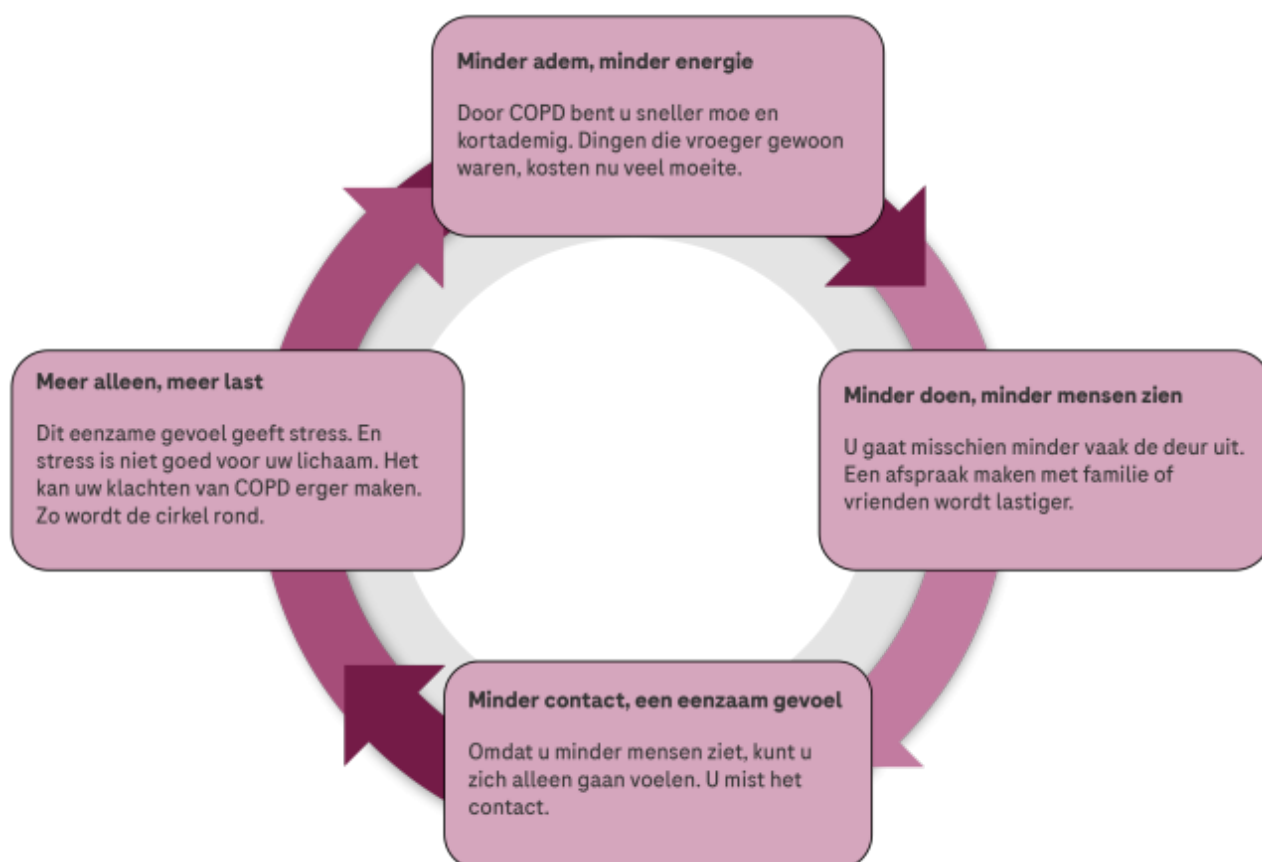 Minder adem, minder energie
Door COPD bent u sneller moe en
kortademig. Dingen die vroeger gewoon
waren, kosten nu veel moeite.
Minder doen, minder mensen zien
U gaat misschien minder vaak de deur uit.
Een afspraak maken met familie of
vrienden wordt lastiger.
Minder contact, een eenzaam gevoel
Omdat u minder mensen ziet, kunt u
zich alleen gaan voelen. U mist het
contact.
Meer alleen, meer last
Dit eenzame gevoel geeft stress. En
stress is niet goed voor uw lichaam. Het
kan uw klachten van COPD erger maken.
Zo wordt de cirkel rond.